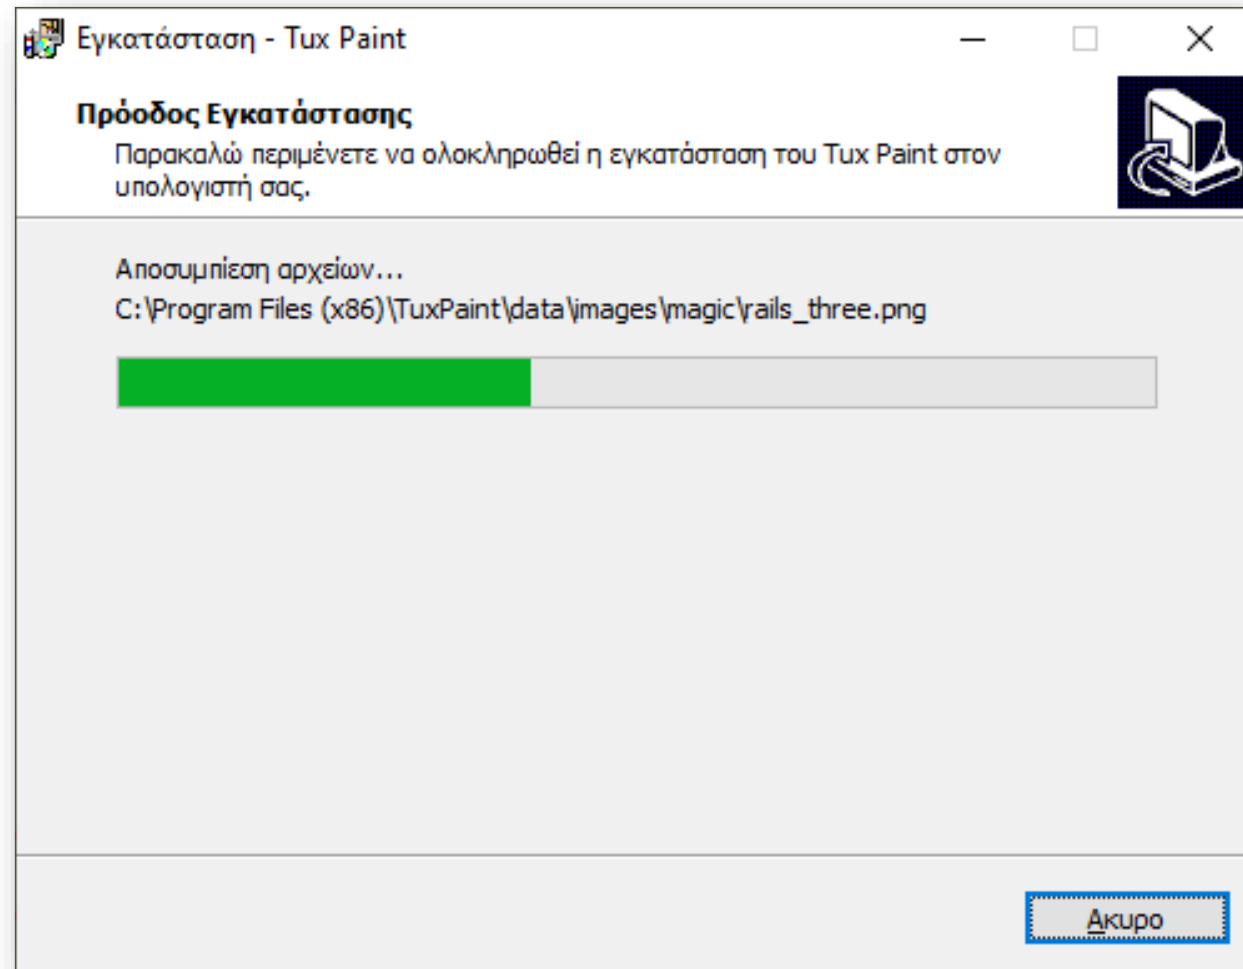 Εγκατάσταση - Tux Paint
Πρόοδος Εγκατάστασης
Παρακαλώ περιμένετε να ολοκληρωθεί η εγκατάσταση του Tux Paint στον
υπολογιστή σας.
Αποσυμπίεση αρχείων...
C:\Program Files (x86)\TuxPaint\data\images\magic\rails_three.png
Ακυρο